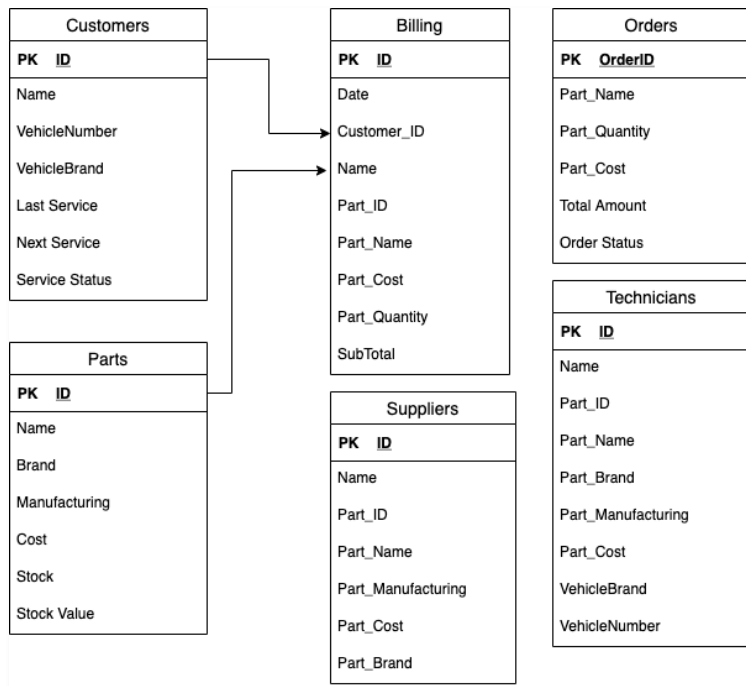 Customers
PK ID
Name
VehicleNumber
VehicleBrand
Last Service
Next Service
Service Status
Parts
PK ID
Name
Brand
Manufacturing
Cost
Stock
Stock Value
Billing
PK ID
Date
Customer_ID
Name
Part_ID
Part_Name
Part_Cost
Part_Quantity
SubTotal
Suppliers
PK ID
Name
Part_ID
Part_Name
Part_Manufacturing
Part_Cost
Part_Brand
Orders
PK OrderID
Part_Name
Part_Quantity
Part_Cost
Total Amount
Order Status
Technicians
PK ID
Name
Part_ID
Part_Name
Part_Brand
Part_Manufacturing
Part_Cost
VehicleBrand
VehicleNumber